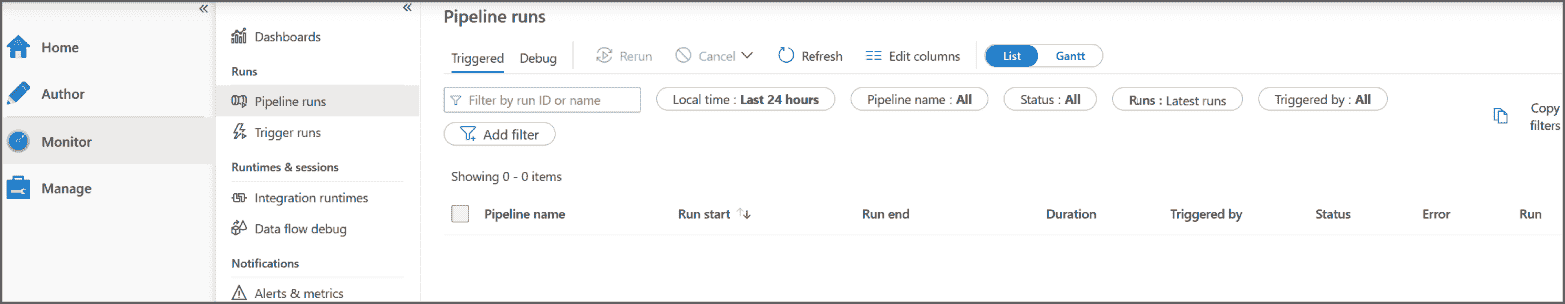 Home
Author
Monitor
Manage
Dashboards
Runs
Pipeline runs
Trigger runs
Runtimes & sessions
Integration runtimes
Data flow debug
Notifications
Alerts & metrics
Pipeline runs
Triggered Debug Rerun Cancel Refresh Edit columns List Gantt
Filter by run ID or name Local time : Last 24 hours Pipeline name : All Status : All Runs : Latest runs Triggered by : All
Copy
filters
Add filter
Showing 0 - 0 items
Pipeline name Run start Run end Duration Triggered by Status Error Run